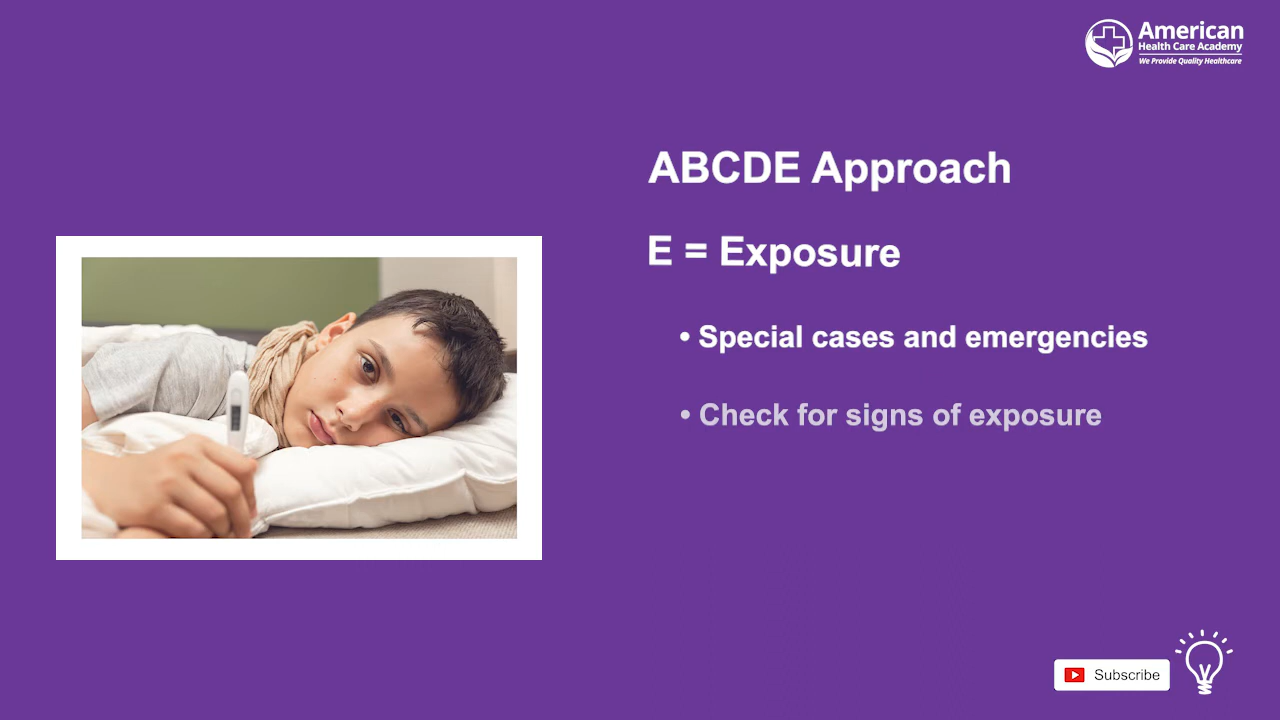 American
Health Care Academy
We Provide Quality Healthcare
ABCDE Approach
E = Exposure
• Special cases and emergencies
• Check for signs of exposure
Subscribe